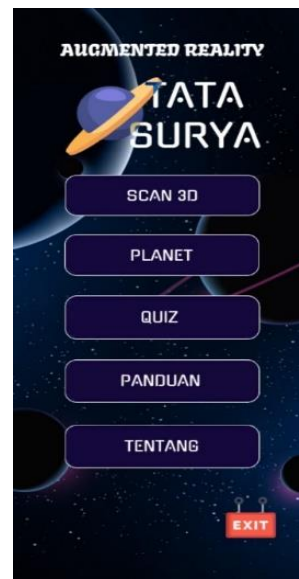 AUGMENTED REALITY
TATA
SURYA
SCAN 3D
PLANET
QUIZ
PANDUAN
TENTANG
EXIT